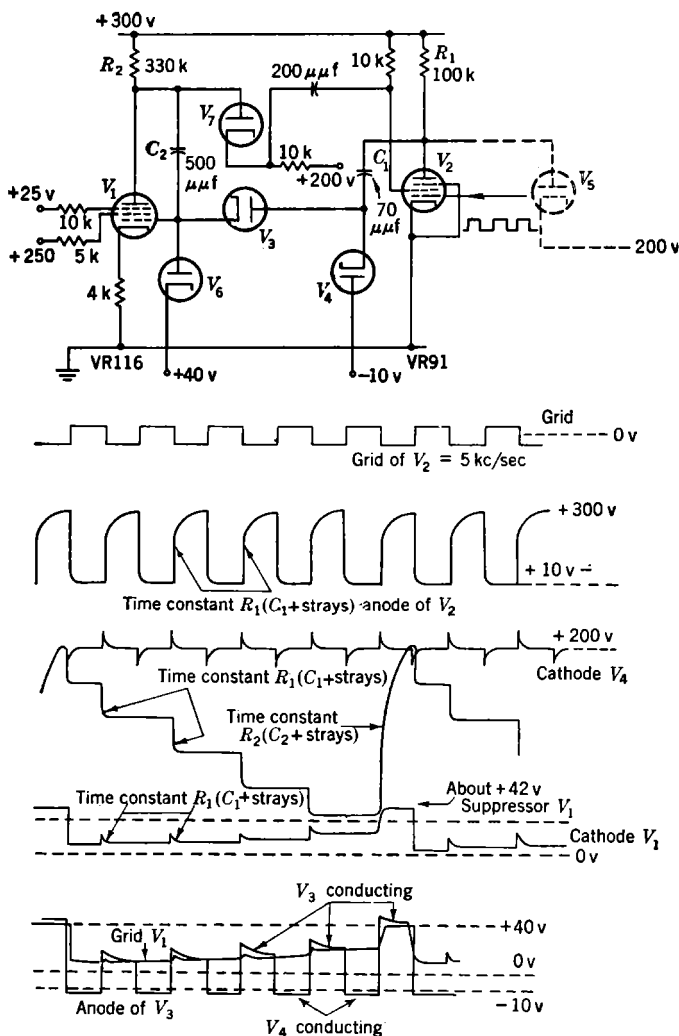 +300 v
R₂ 330 k
200 μμf
10 k
R₁
100 k
V₇
C₂
500
μμf
10 k
+200 v
C₁
V₂
V₅
+25 v
V₁
10 k
+250
5 k
V₃
70
μμf
200 v
4 k
V₆
V₄
VR116
+40 v
−10 v
VR91
Grid
0 v
Grid of V₂ = 5 kc/sec
+300 v
+10 v
Time constant R₁(C₁+strays) anode of V₂
+200 v
Time constant R₁(C₁+strays)
Cathode V₄
Time constant
R₂(C₂+strays)
About +42 v
Suppressor V₁
Time constant R₁(C₁+strays)
Cathode V₁
0 v
V₃ conducting
+40 v
Grid V₁
0 v
Anode of V₃
−10 v
V₄ conducting